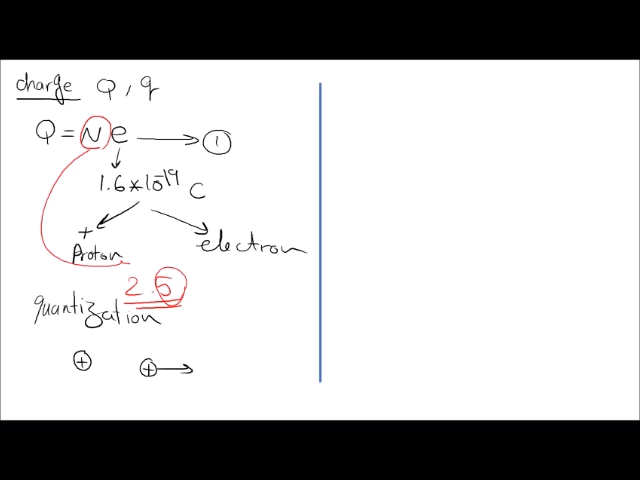 charge Q, q
Q = N e → ①
1.6 * 10⁻¹⁹ C
+
Proton electron
2.5
quantization
+ + →